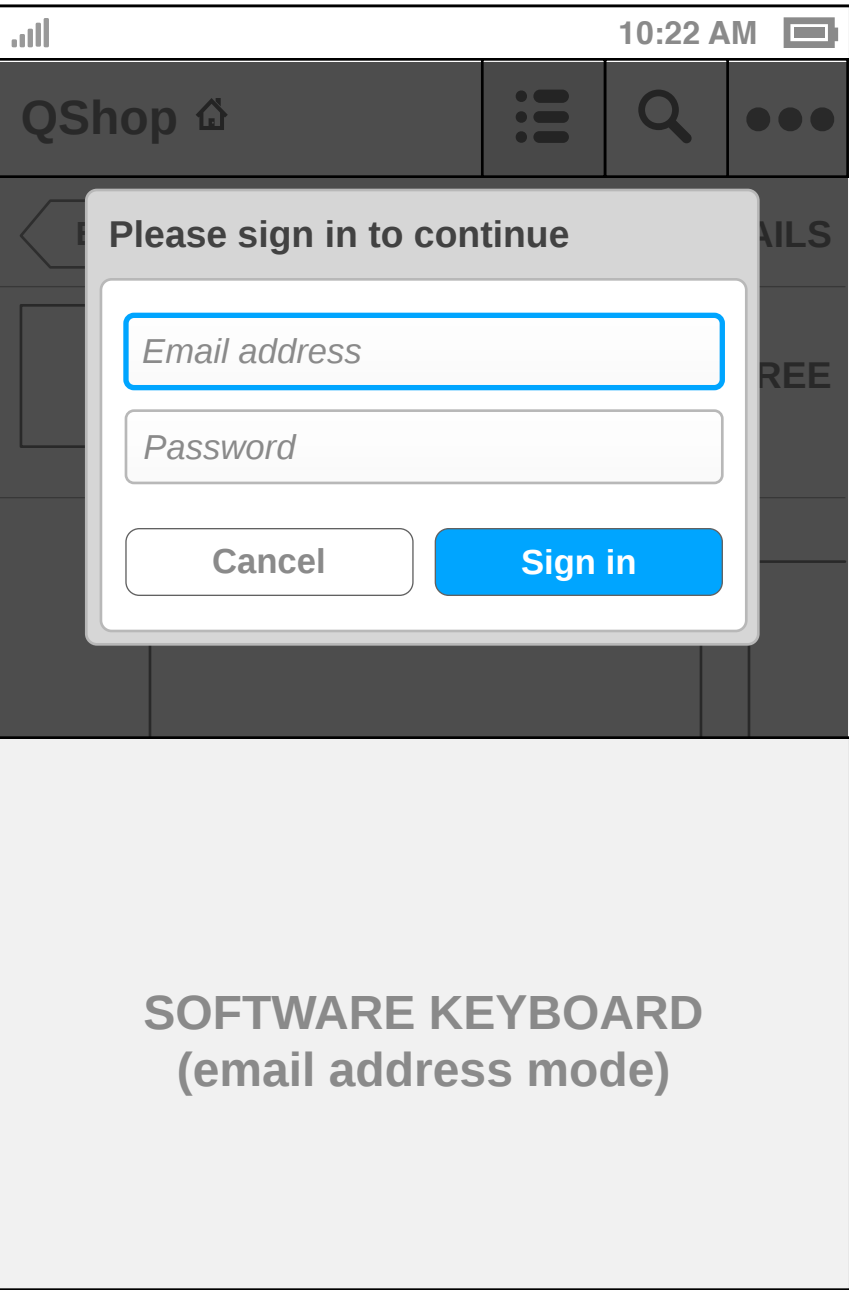 10:22 AM
QShop
AILS
Please sign in to continue
Email address
REE
Password
Cancel
Sign in
SOFTWARE KEYBOARD
(email address mode)